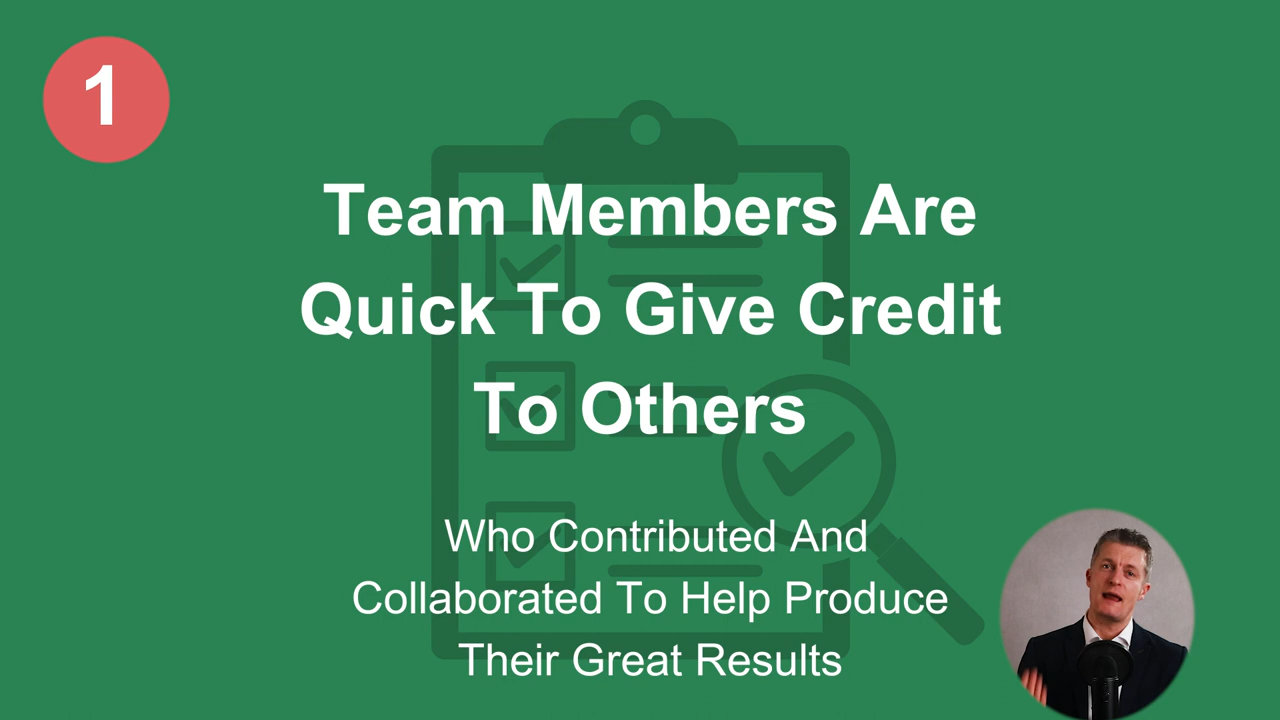 1
Team Members Are
Quick To Give Credit
To Others
Who Contributed And
Collaborated To Help Produce
Their Great Results